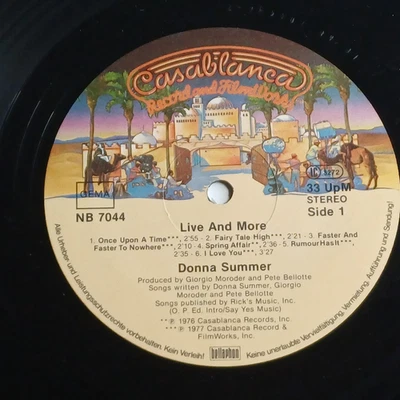 Casablanca
Record and FilmWorks
GEMA
NB 7044
LC 7272
33 UpM
STEREO
Side 1
Live And More
1. Once Upon A Time***, 2:55 - 2. Fairy Tale High***, 2:21 - 3. Faster And
Faster To Nowhere***, 2:10 - 4. Spring Affair**, 2:36 - 5. Rumour Has It***,
2:35 - 6. I Love You***, 3:27
Donna Summer
Produced by Giorgio Moroder and Pete Bellotte
Songs written by Donna Summer, Giorgio
Moroder and Pete Bellotte
Songs published by Rick's Music, Inc.
(O. P. Ed. Intro/Say Yes Music)
**℗ 1976 Casablanca Records, Inc.
***℗ 1977 Casablanca Record &
FilmWorks, Inc.
bellaphon
Alle Urheber-und Leistungsschutzrechte vorbehalten. Kein Verleih! Keine unerlaubte Vervielfältigung, Vermietung, Aufführung und Sendung!